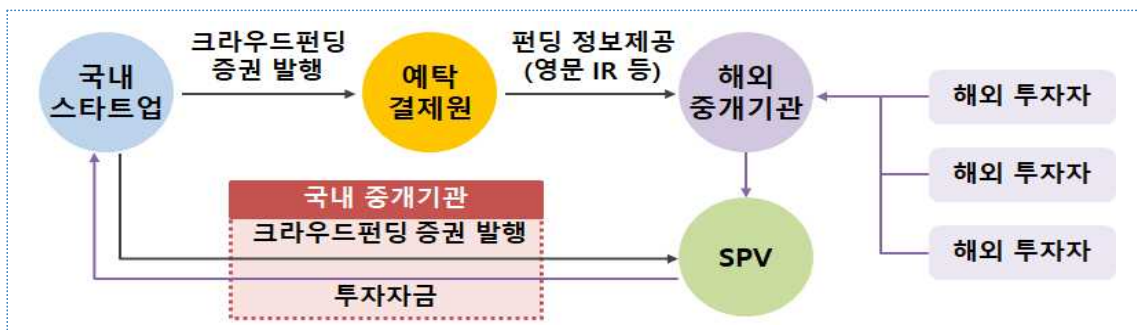 국내
스타트업
크라우드펀딩
증권 발행
예탁
결제원
펀딩 정보제공
(영문 IR 등)
해외
중개기관
해외 투자자
해외 투자자
해외 투자자
국내 중개기관
크라우드펀딩 증권 발행
투자자금
SPV